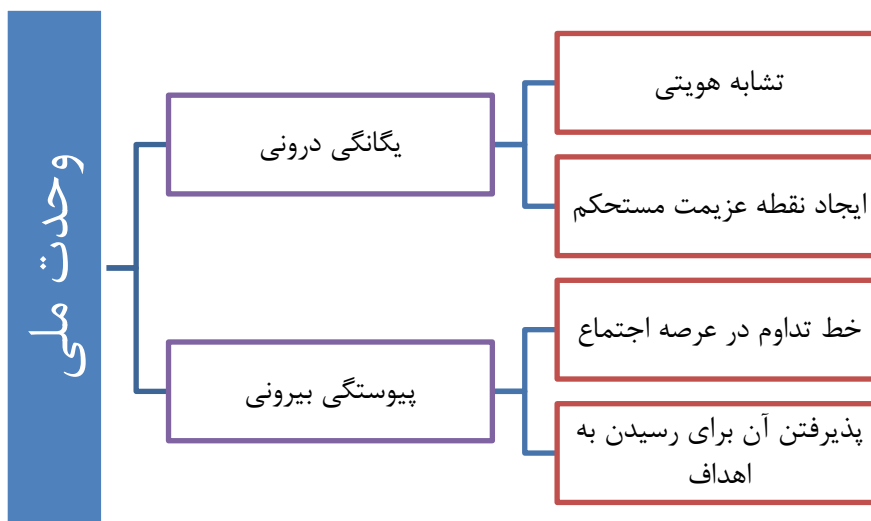 وحدت ملی
یگانگی درونی
تشابه هویتی
ایجاد نقطه عزیمت مستحکم
پیوستگی بیرونی
خط تداوم در عرصه اجتماع
پذیرفتن آن برای رسیدن به
اهداف